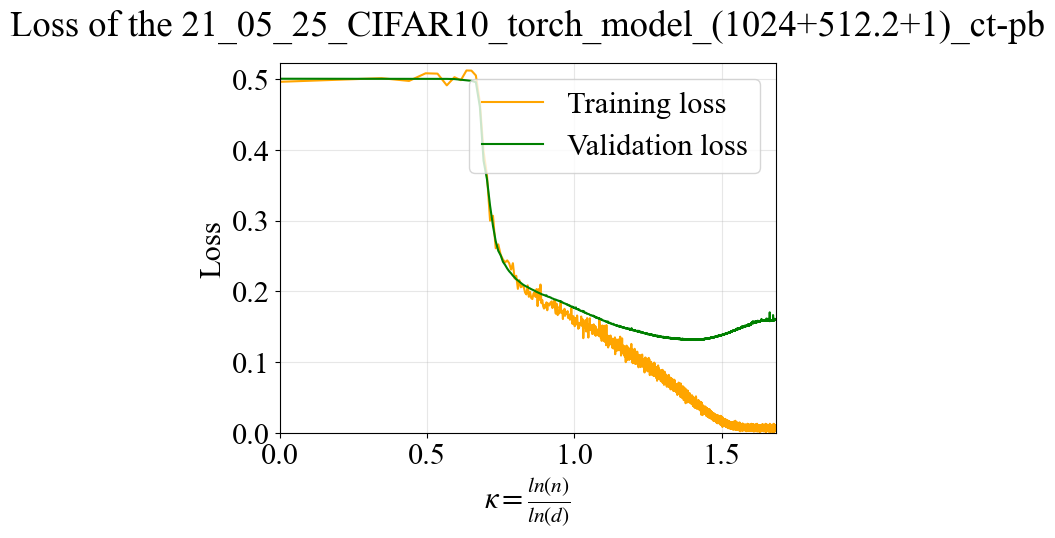 Loss of the 21_05_25_CIFAR10_torch_model_(1024+512.2+1)_ct-pb
0.5
0.4
0.3
0.2
0.1
0.0
Loss
Training loss
Validation loss
0.0 0.5 1.0 1.5
κ = ln(n)/ln(d)